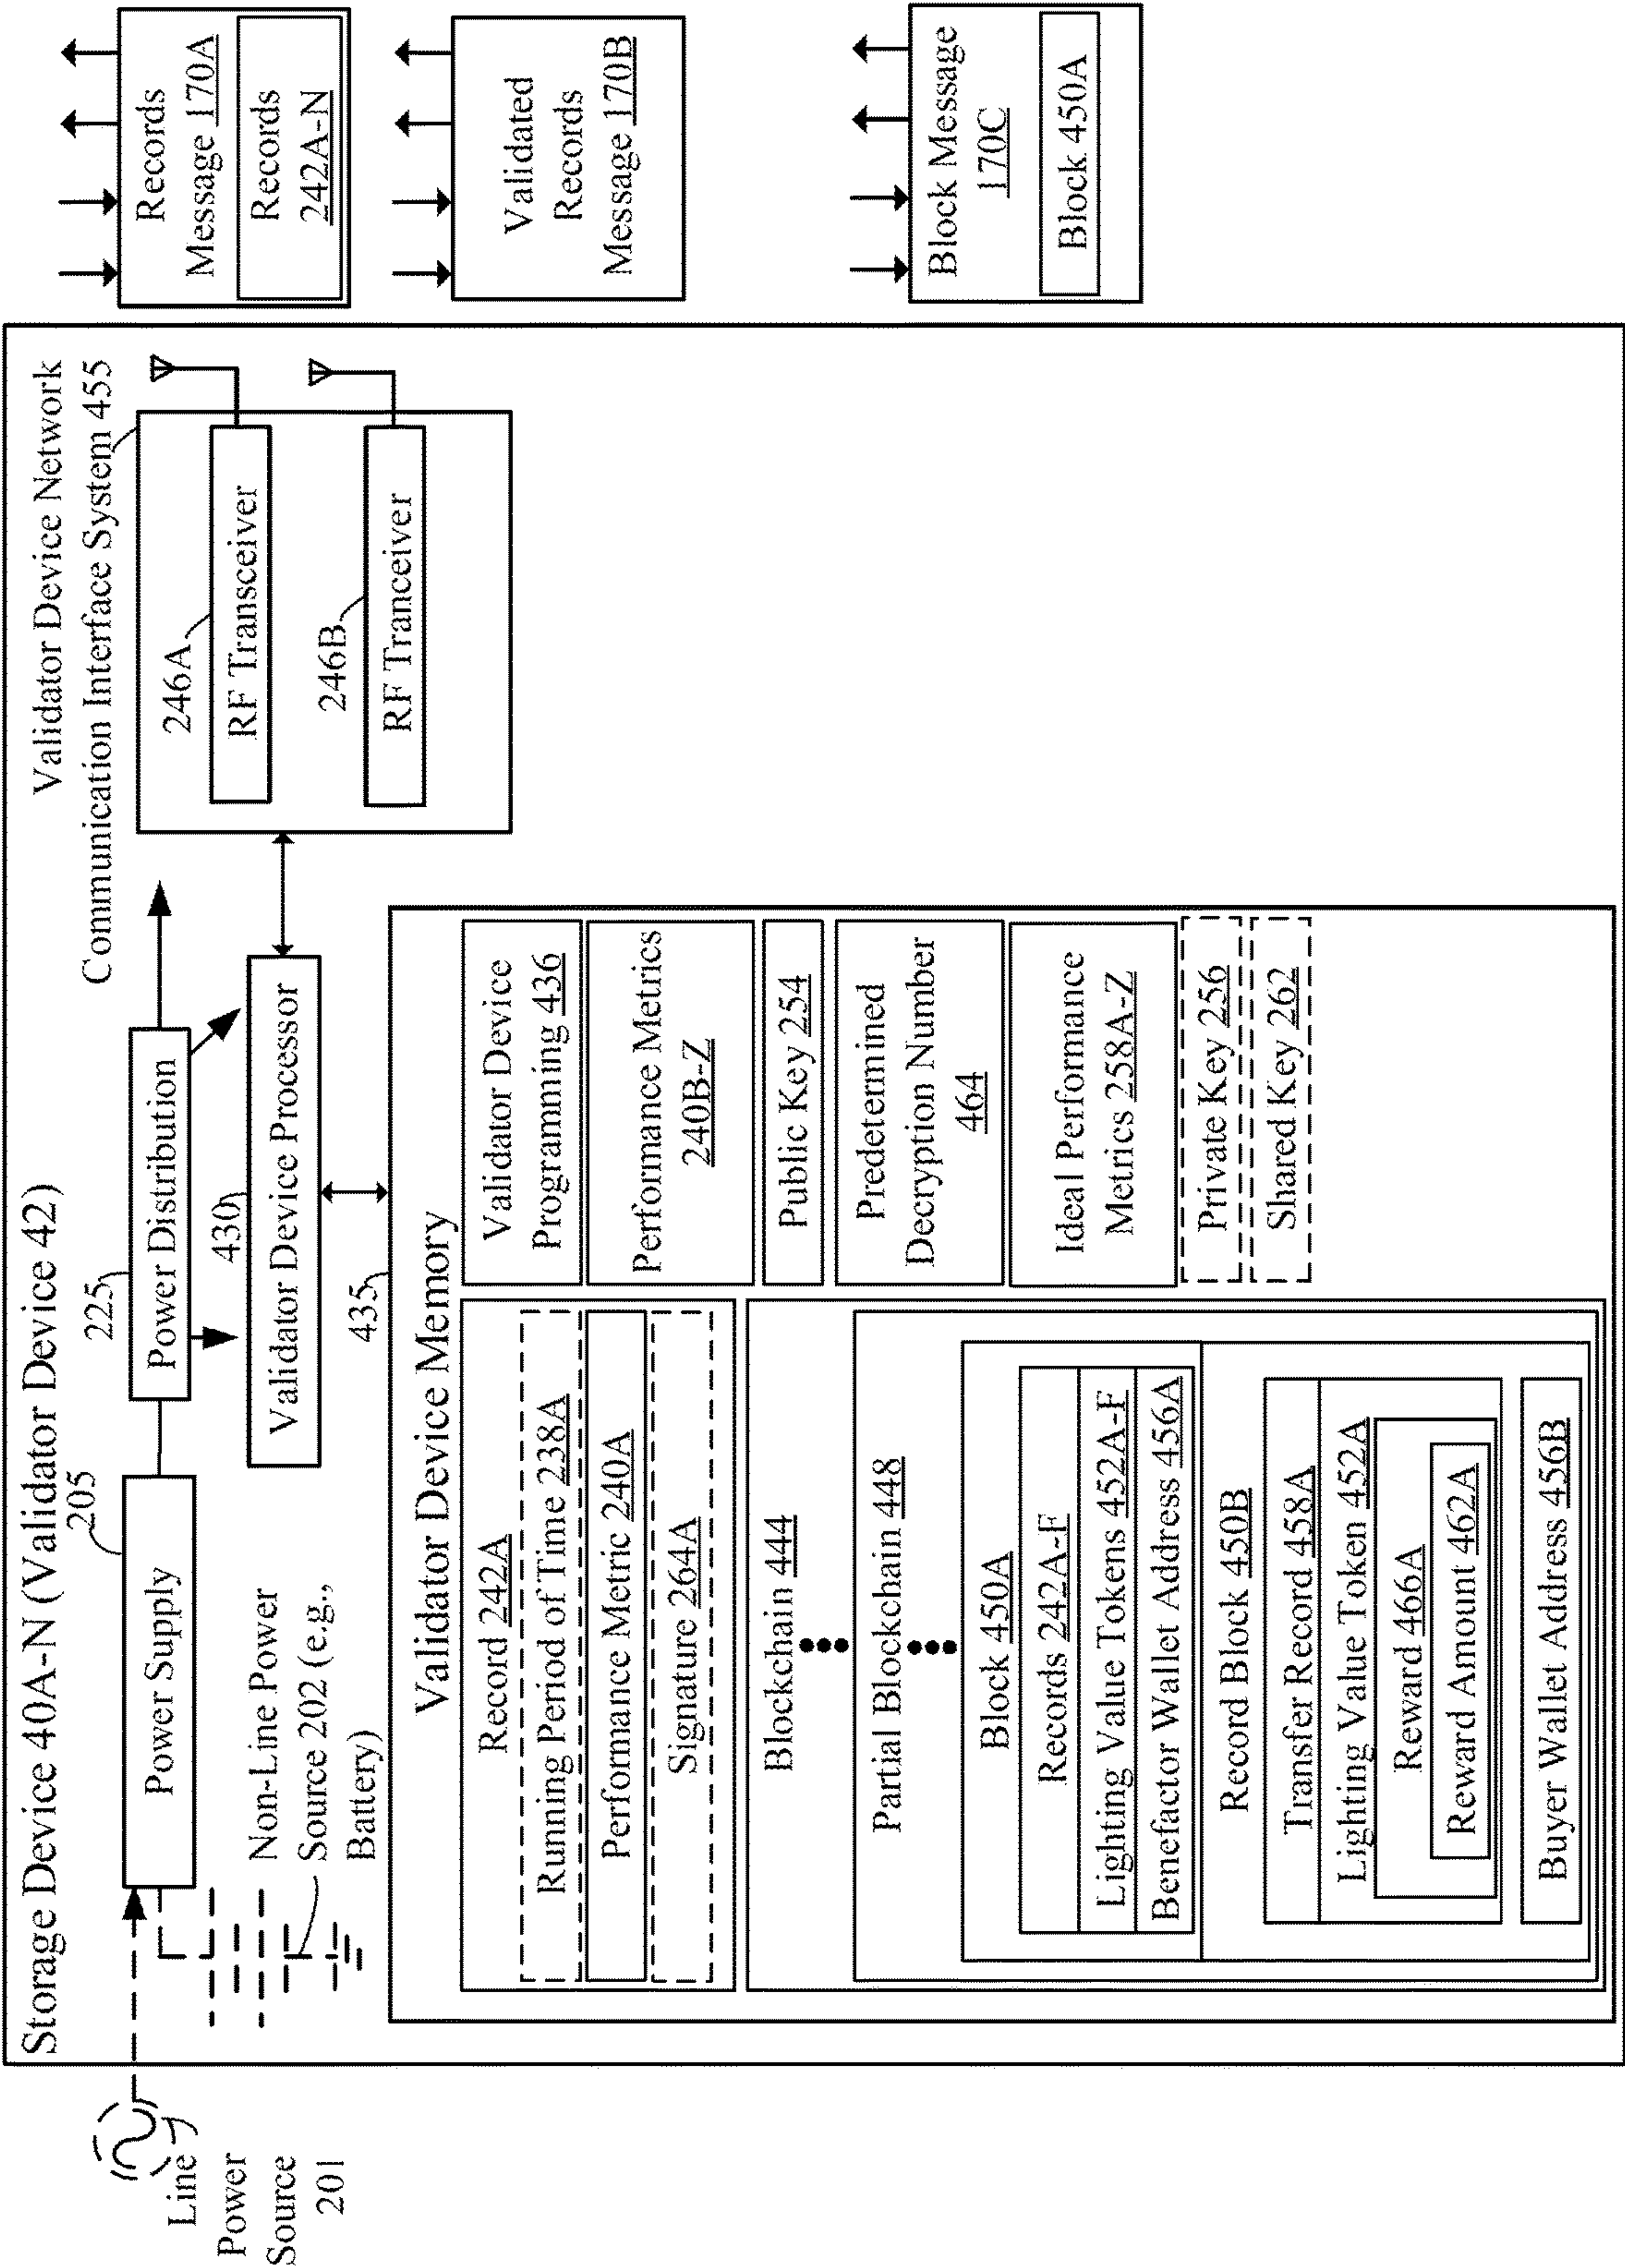 Storage Device 40A-N (Validator Device 42)
Line
Power
Source
201
205
Power Supply
Non-Line Power
Source 202 (e.g.,
Battery)
225
Power Distribution
430
Validator Device Processor
435
Validator Device Network
Communication Interface System 455
246A
RF Transceiver
246B
RF Tranceiver
Validator Device Memory
Record 242A
Running Period of Time 238A
Performance Metric 240A
Signature 264A
Blockchain 444
Partial Blockchain 448
Block 450A
Records 242A-F
Lighting Value Tokens 452A-F
Benefactor Wallet Address 456A
Record Block 450B
Transfer Record 458A
Lighting Value Token 452A
Reward 466A
Reward Amount 462A
Buyer Wallet Address 456B
Validator Device
Programming 436
Performance Metrics
240B-Z
Public Key 254
Predetermined
Decryption Number
464
Ideal Performance
Metrics 258A-Z
Private Key 256
Shared Key 262
Records
Message 170A
Records
242A-N
Validated
Records
Message 170B
Block Message
170C
Block 450A